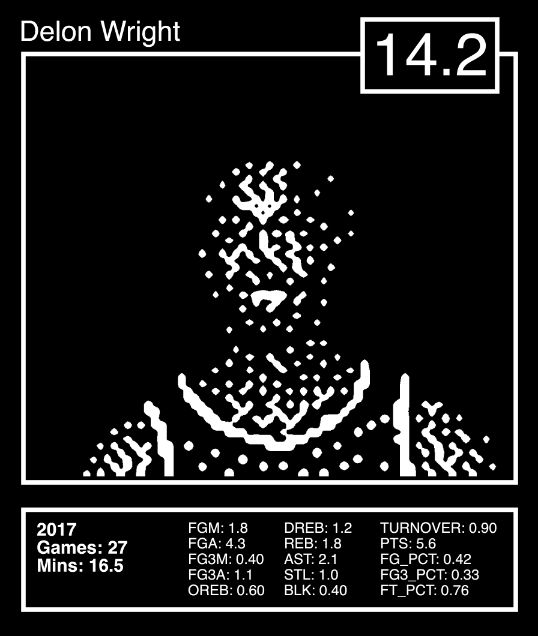 Delon Wright
14.2
2017
Games: 27
Mins: 16.5
FGM: 1.8
FGA: 4.3
FG3M: 0.40
FG3A: 1.1
OREB: 0.60
DREB: 1.2
REB: 1.8
AST: 2.1
STL: 1.0
BLK: 0.40
TURNOVER: 0.90
PTS: 5.6
FG_PCT: 0.42
FG3_PCT: 0.33
FT_PCT: 0.76